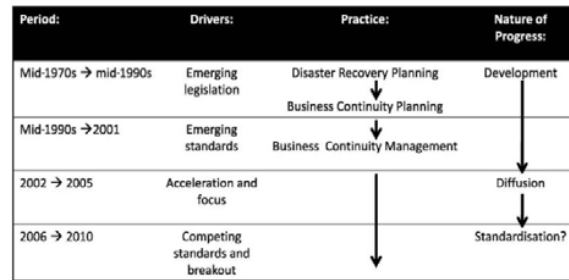 Period: Drivers: Practice: Nature of
Progress:
Mid-1970s → mid-1990s Emerging Disaster Recovery Planning Development
legislation
Business Continuity Planning
Mid-1990s →2001 Emerging
standards Business Continuity Management
2002 → 2005 Acceleration and Diffusion
focus
2006 → 2010 Competing Standardisation?
standards and
breakout